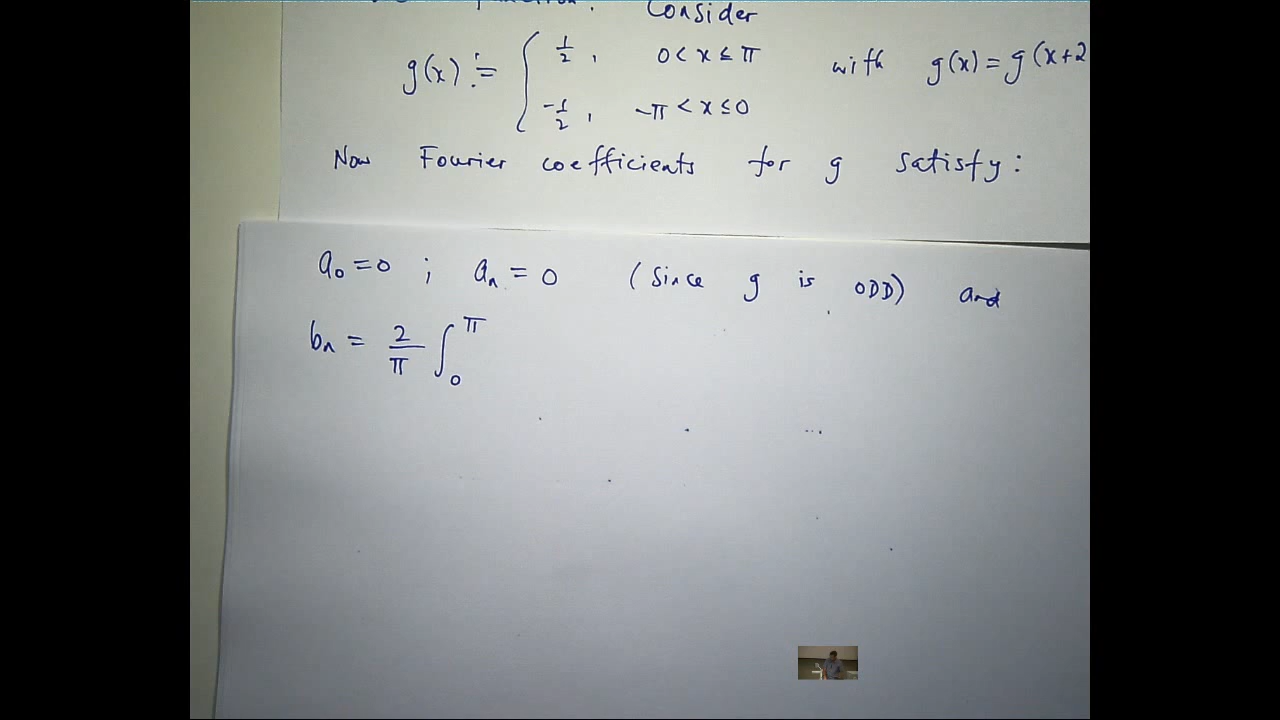 function. Consider
g(x) := { 1/2 , 0 < x ≤ π with g(x) = g(x+2
-1/2 , -π < x ≤ 0
Now Fourier coefficients for g satisfy:
a₀ = 0 ; aₙ = 0 (since g is ODD) and
bₙ = 2/π ∫₀^π